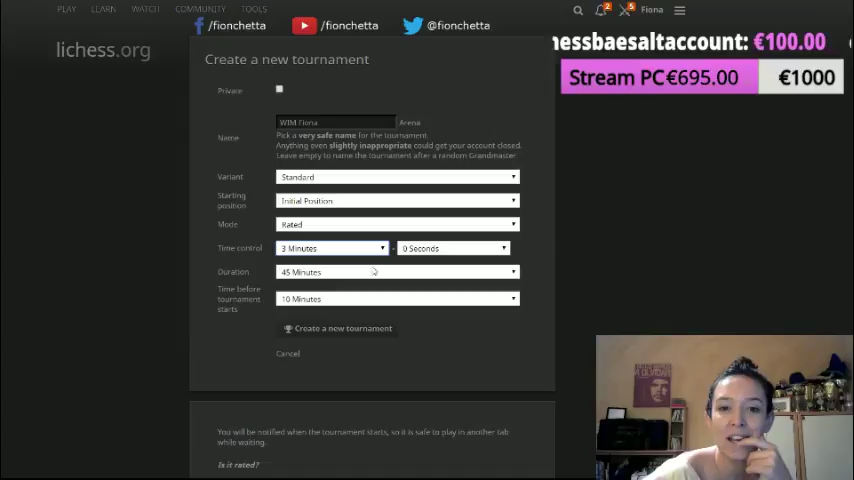 PLAY LEARN WATCH COMMUNITY TOOLS 2 5 Fiona
/fionchetta /fionchetta @fionchetta
lichess.org
Create a new tournament
nessbaesaltaccount: €100.00
Stream PC €695.00 €1000
Private
Name WIM Fiona Arena
Pick a very safe name for the tournament.
Anything even slightly inappropriate could get your account closed.
Leave empty to name the tournament after a random Grandmaster
Variant Standard
Starting position Initial Position
Mode Rated
Time control 3 Minutes - 0 Seconds
Duration 45 Minutes
Time before tournament starts 10 Minutes
Create a new tournament
Cancel
You will be notified when the tournament starts, so it is safe to play in another tab
while waiting.
Is it rated?